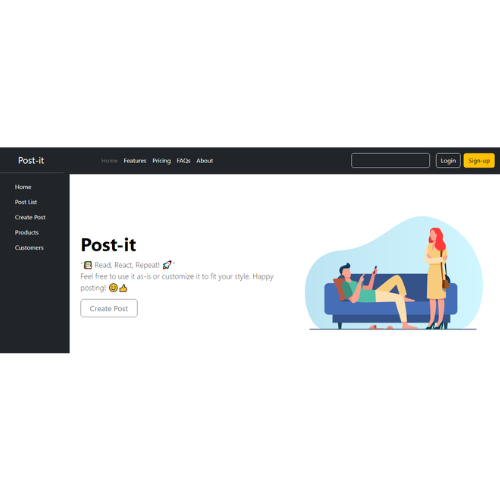 Post-it
Home Features Pricing FAQs About
Login Sign-up
Home
Post List
Create Post
Products
Customers
Post-it
"📖 Read, React, Repeat! 🚀"
Feel free to use it as-is or customize it to fit your style. Happy
posting! 😊👍
Create Post